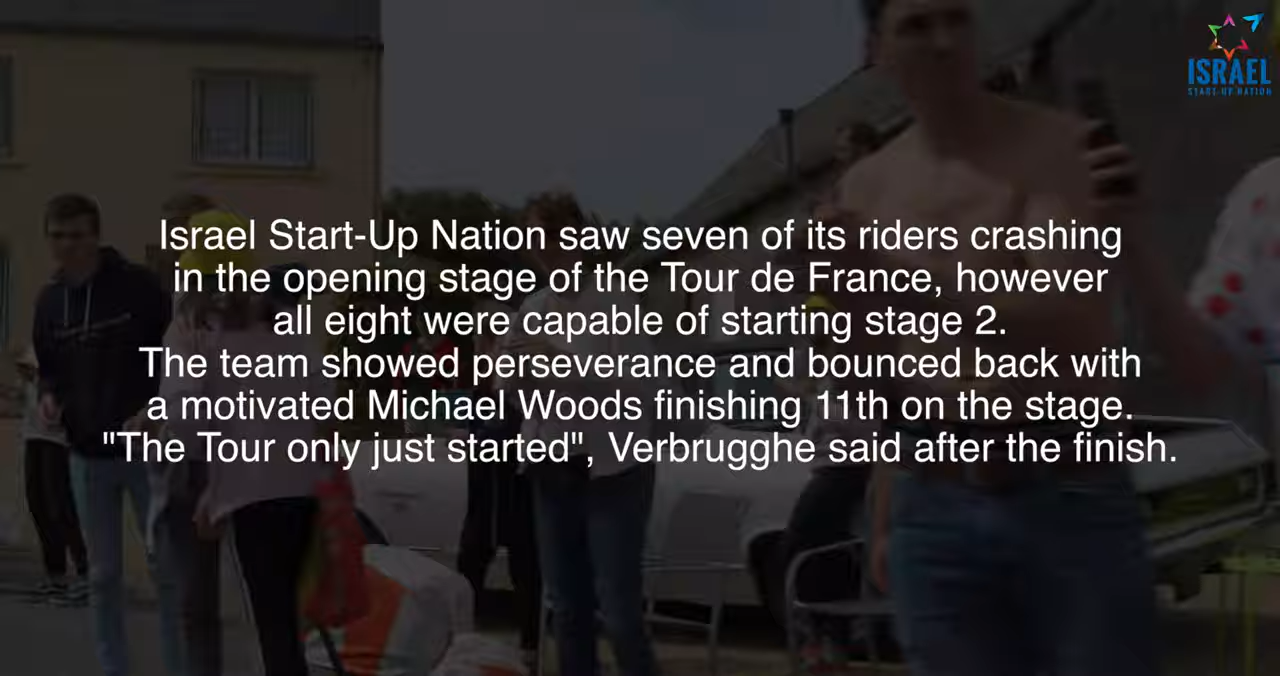 ISRAEL
START-UP NATION
Israel Start-Up Nation saw seven of its riders crashing
in the opening stage of the Tour de France, however
all eight were capable of starting stage 2.
The team showed perseverance and bounced back with
a motivated Michael Woods finishing 11th on the stage.
"The Tour only just started", Verbrugghe said after the finish.